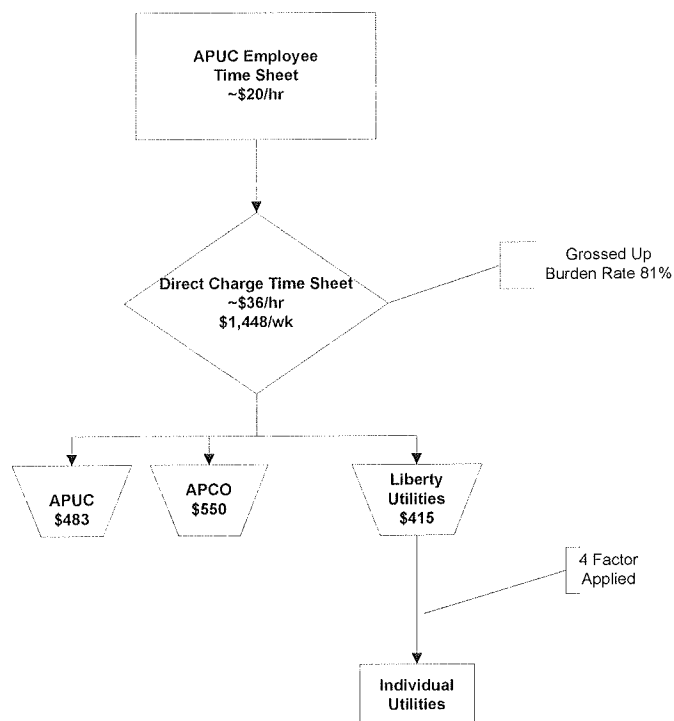 APUC Employee
Time Sheet
~$20/hr
Direct Charge Time Sheet
~$36/hr
$1,448/wk
Grossed Up
Burden Rate 81%
APUC
$483
APCO
$550
Liberty
Utilities
$415
4 Factor
Applied
Individual
Utilities